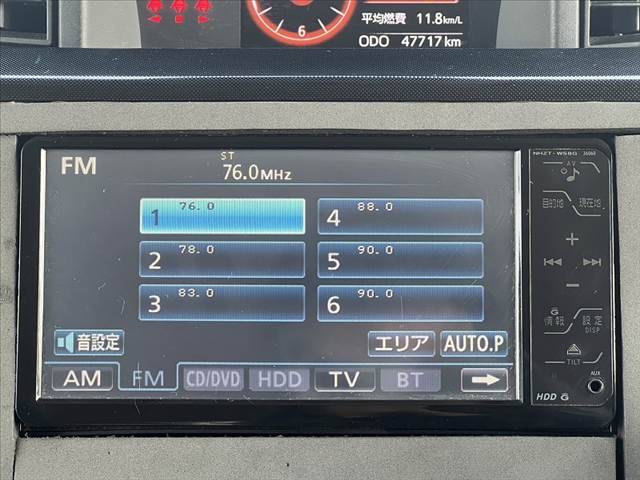 平均燃費 11.8km/L
6
ODO 47717km
NHZT-W58G
FM
ST
76.0MHz
1 76.0
4 88.0
2 78.0
5 90.0
3 83.0
6 90.0
音設定
エリア
AUTO.P
AM
FM
CD/DVD
HDD
TV
BT
AV
目的地
現在地
+
−
G
情報
設定
DISP
TILT
AUX
HDD